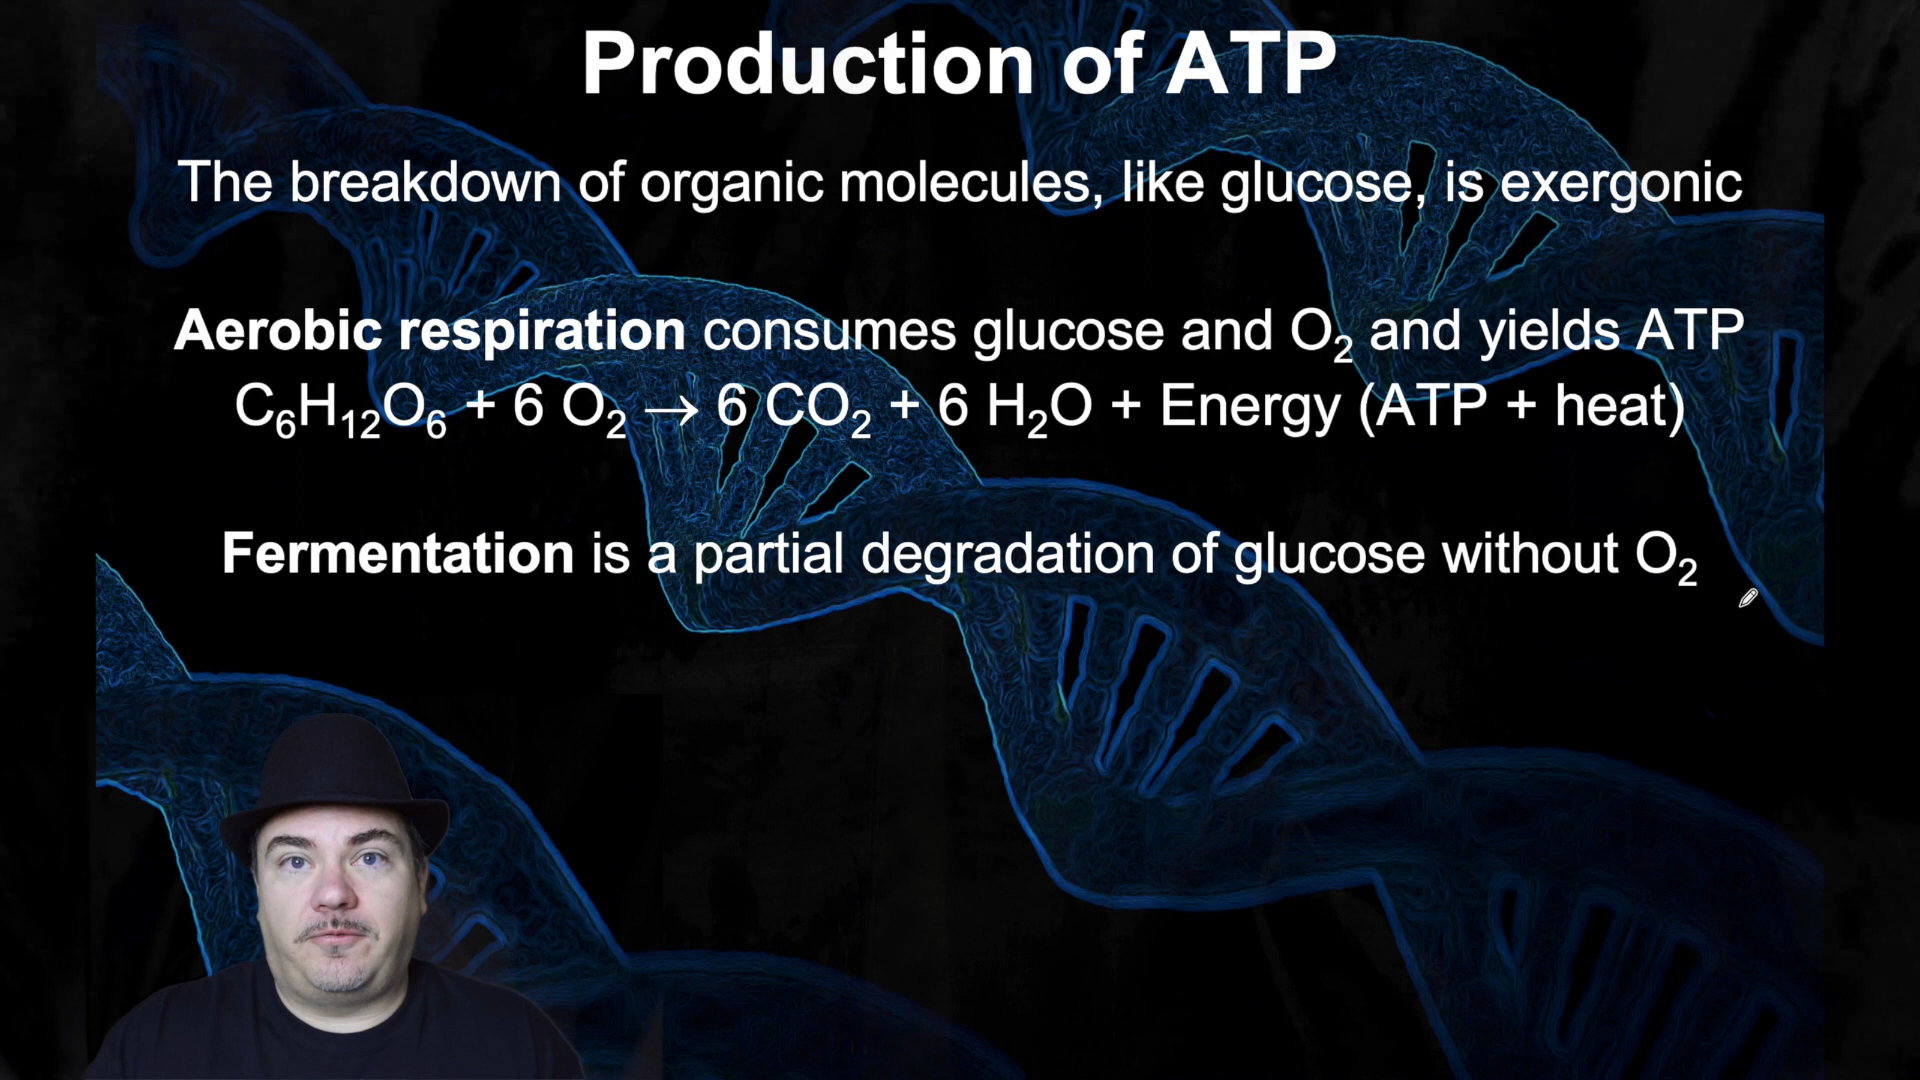 Production of ATP
The breakdown of organic molecules, like glucose, is exergonic
Aerobic respiration consumes glucose and O₂ and yields ATP
C₆H₁₂O₆ + 6 O₂ → 6 CO₂ + 6 H₂O + Energy (ATP + heat)
Fermentation is a partial degradation of glucose without O₂